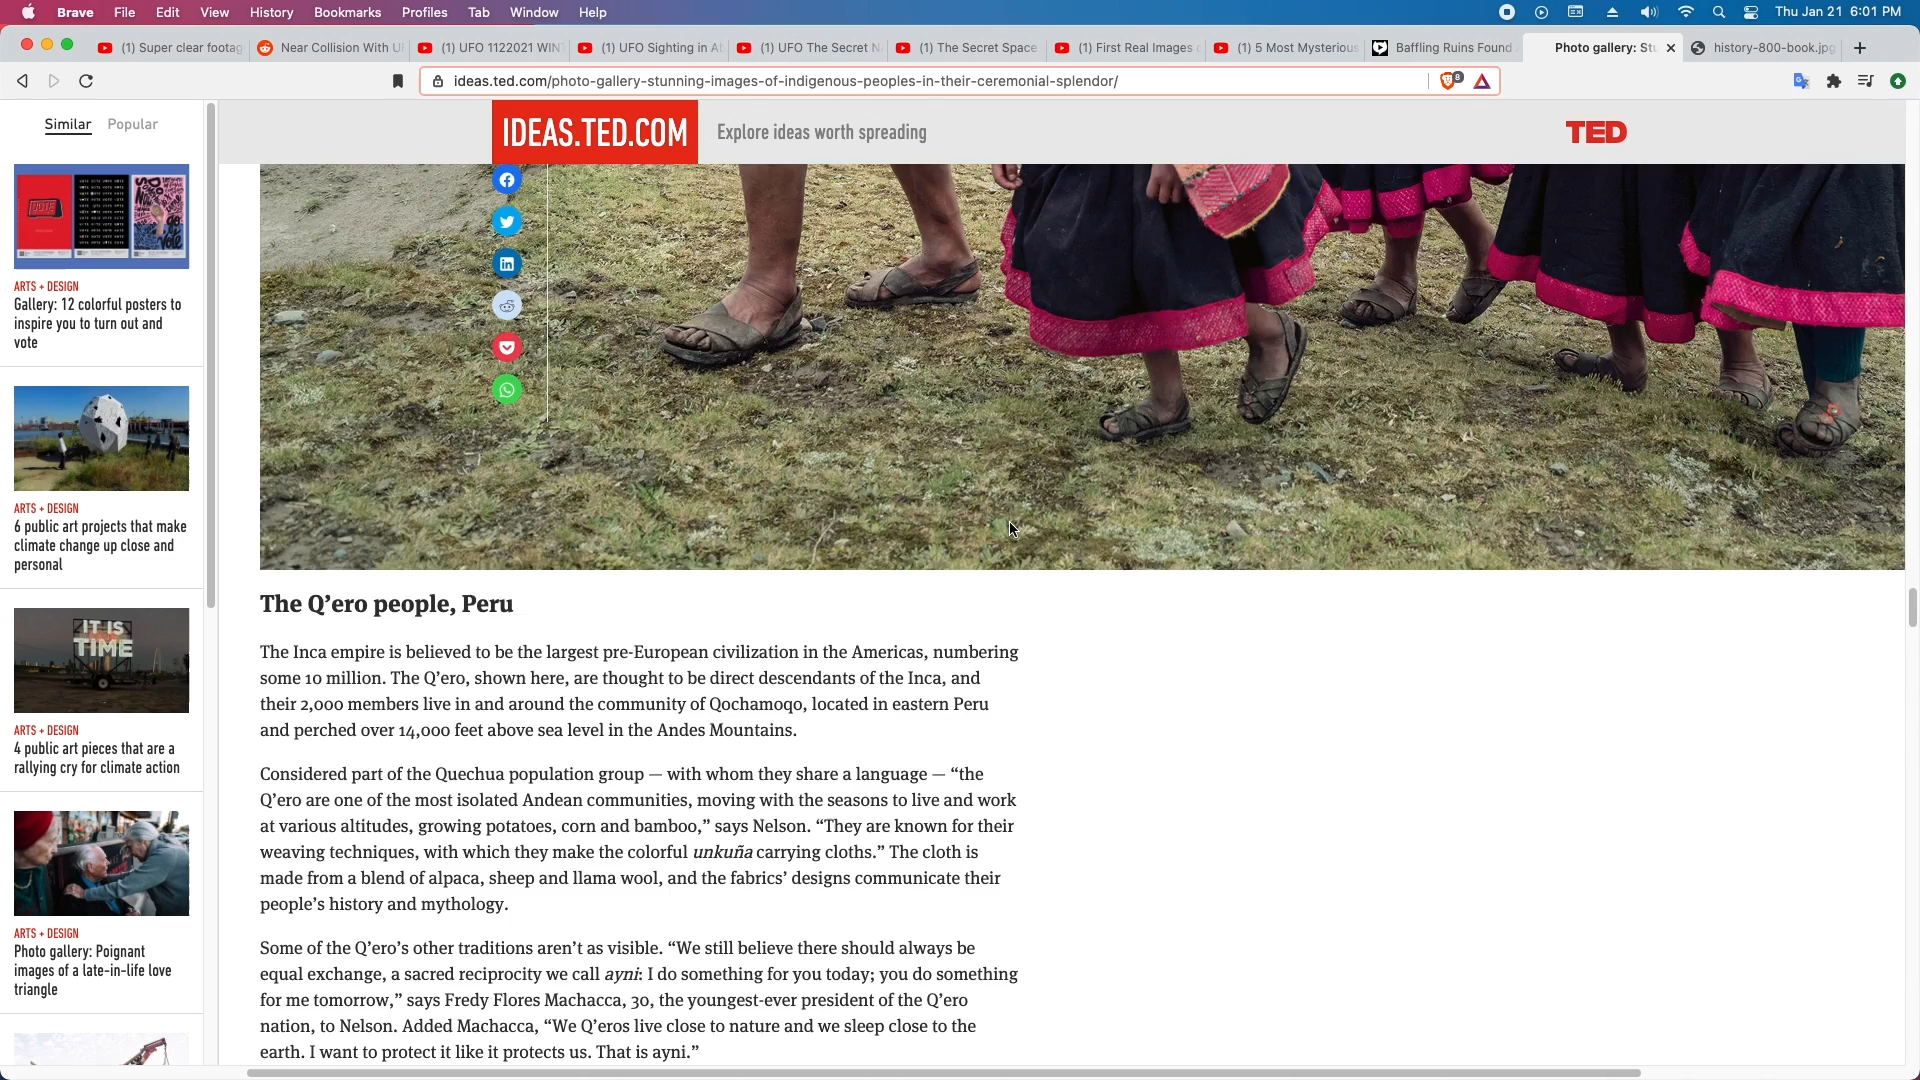 Brave File Edit View History Bookmarks Profiles Tab Window Help Thu Jan 21 6:01 PM
(1) Super clear footag Near Collision With U (1) UFO 1122021 WIN (1) UFO Sighting in A (1) UFO The Secret N (1) The Secret Space (1) First Real Images (1) 5 Most Mysterious Baffling Ruins Found Photo gallery: Stu history-800-book.jpg
ideas.ted.com/photo-gallery-stunning-images-of-indigenous-peoples-in-their-ceremonial-splendor/ 8
Similar Popular
IDEAS.TED.COM Explore ideas worth spreading TED
VOTE
ARTS + DESIGN
Gallery: 12 colorful posters to
inspire you to turn out and
vote
ARTS + DESIGN
6 public art projects that make
climate change up close and
personal
IT IS
TIME
ARTS + DESIGN
4 public art pieces that are a
rallying cry for climate action
ARTS + DESIGN
Photo gallery: Poignant
images of a late-in-life love
triangle
The Q’ero people, Peru
The Inca empire is believed to be the largest pre-European civilization in the Americas, numbering
some 10 million. The Q’ero, shown here, are thought to be direct descendants of the Inca, and
their 2,000 members live in and around the community of Qochamoqo, located in eastern Peru
and perched over 14,000 feet above sea level in the Andes Mountains.
Considered part of the Quechua population group — with whom they share a language — “the
Q’ero are one of the most isolated Andean communities, moving with the seasons to live and work
at various altitudes, growing potatoes, corn and bamboo,” says Nelson. “They are known for their
weaving techniques, with which they make the colorful unkuña carrying cloths.” The cloth is
made from a blend of alpaca, sheep and llama wool, and the fabrics’ designs communicate their
people’s history and mythology.
Some of the Q’ero’s other traditions aren’t as visible. “We still believe there should always be
equal exchange, a sacred reciprocity we call ayni: I do something for you today; you do something
for me tomorrow,” says Fredy Flores Machacca, 30, the youngest-ever president of the Q’ero
nation, to Nelson. Added Machacca, “We Q’eros live close to nature and we sleep close to the
earth. I want to protect it like it protects us. That is ayni.”